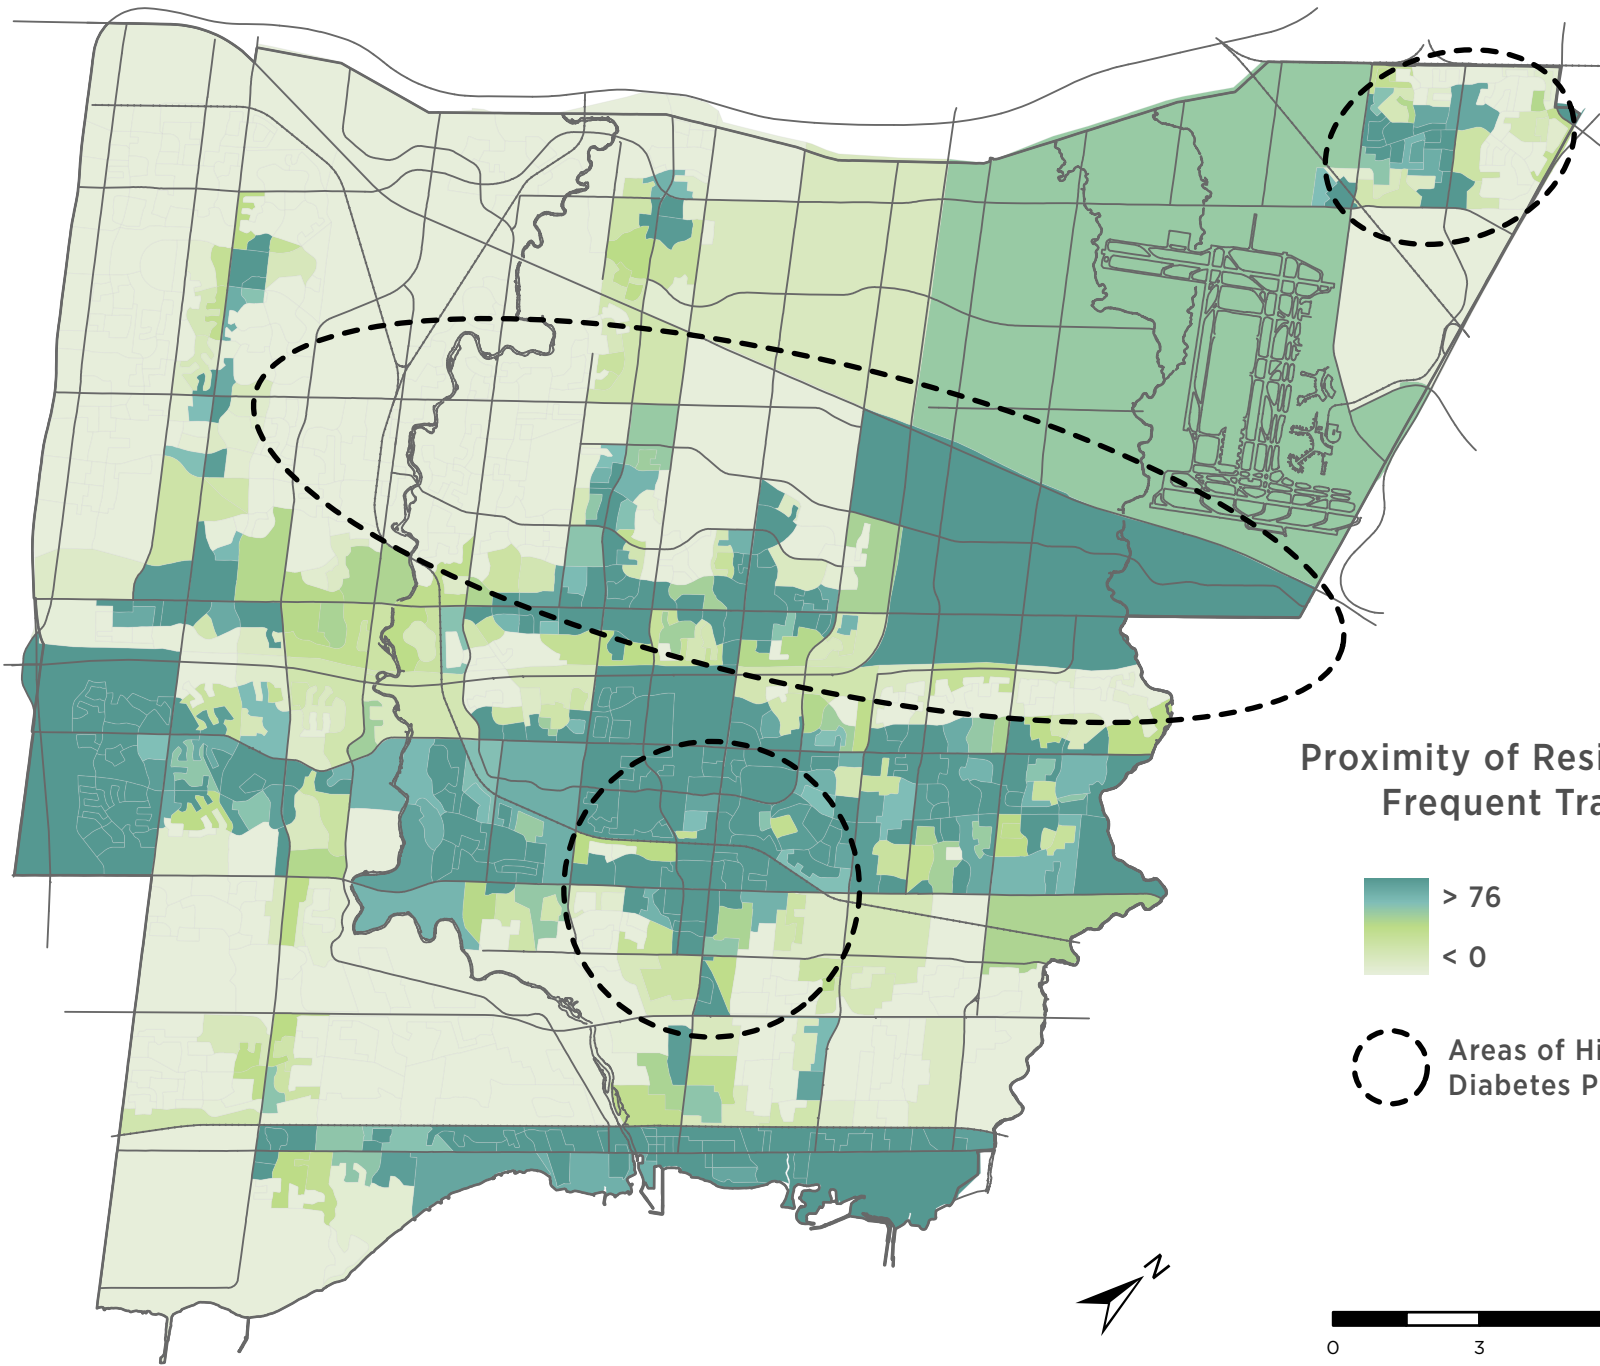 Proximity of Resi
Frequent Tra
> 76
< 0
Areas of Hi
Diabetes P
N
0 3